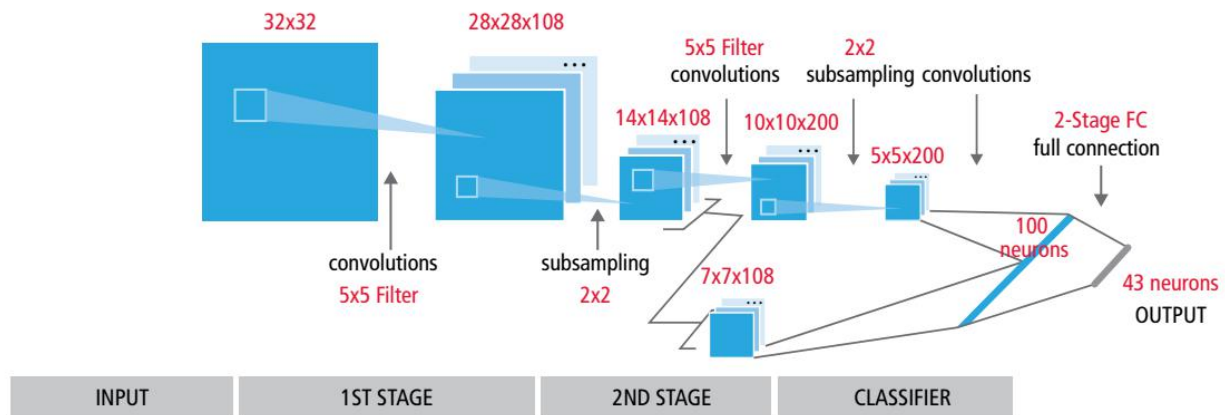 32x32
28x28x108
5x5 Filter
convolutions
2x2
subsampling
convolutions
14x14x108
10x10x200
5x5x200
2-Stage FC
full connection
convolutions
5x5 Filter
subsampling
2x2
7x7x108
100
neurons
43 neurons
OUTPUT
INPUT
1ST STAGE
2ND STAGE
CLASSIFIER